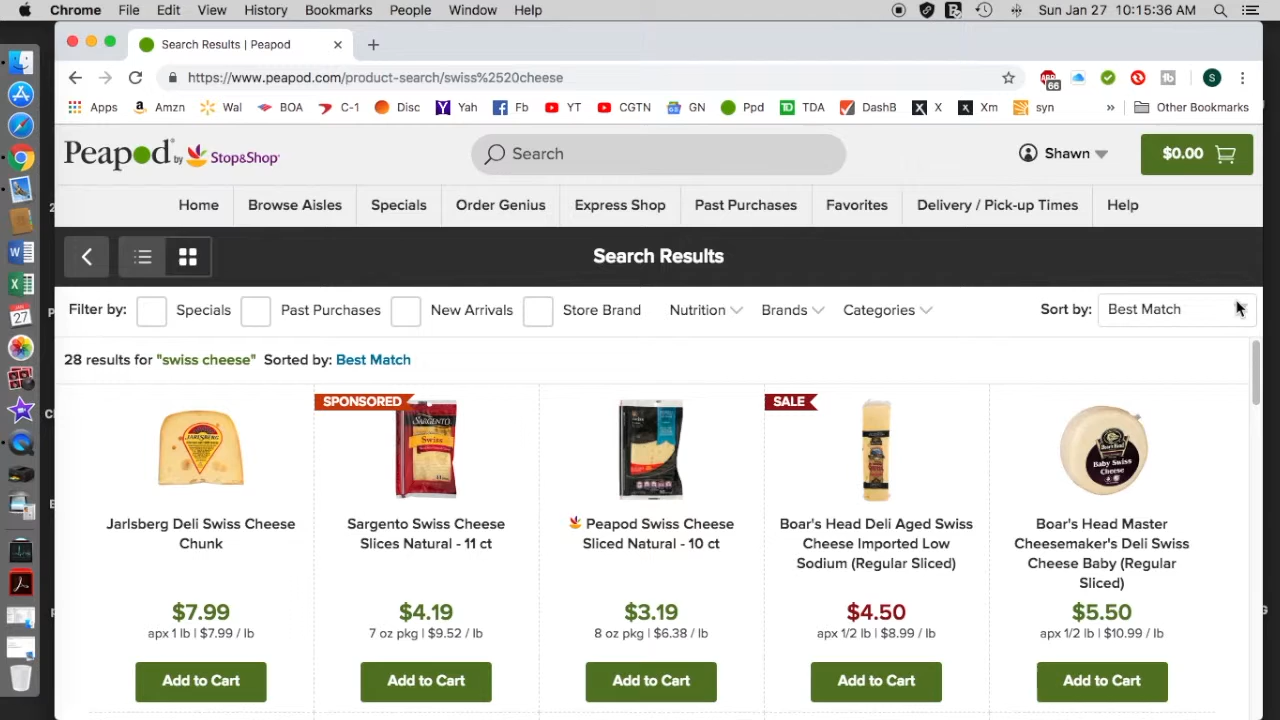 Chrome File Edit View History Bookmarks People Window Help Sun Jan 27 10:15:36 AM
Search Results | Peapod
https://www.peapod.com/product-search/swiss%2520cheese
66 S
Apps Amzn Wal BOA C-1 Disc Yah Fb YT CGTN GN Ppd TDA DashB X Xm syn » Other Bookmarks
Peapod by Stop&Shop Search Shawn $0.00
Home Browse Aisles Specials Order Genius Express Shop Past Purchases Favorites Delivery / Pick-up Times Help
Search Results
Filter by: Specials Past Purchases New Arrivals Store Brand Nutrition Brands Categories Sort by: Best Match
28 results for "swiss cheese" Sorted by: Best Match
JARLSBERG
SPONSORED
SARGENTO
Swiss
SALE
Boar's Head
Baby Swiss
Cheese
Jarlsberg Deli Swiss Cheese
Chunk
$7.99
apx 1 lb | $7.99 / lb
Add to Cart
Sargento Swiss Cheese
Slices Natural - 11 ct
$4.19
7 oz pkg | $9.52 / lb
Add to Cart
Peapod Swiss Cheese
Sliced Natural - 10 ct
$3.19
8 oz pkg | $6.38 / lb
Add to Cart
Boar's Head Deli Aged Swiss
Cheese Imported Low
Sodium (Regular Sliced)
$4.50
apx 1/2 lb | $8.99 / lb
Add to Cart
Boar's Head Master
Cheesemaker's Deli Swiss
Cheese Baby (Regular
Sliced)
$5.50
apx 1/2 lb | $10.99 / lb
Add to Cart